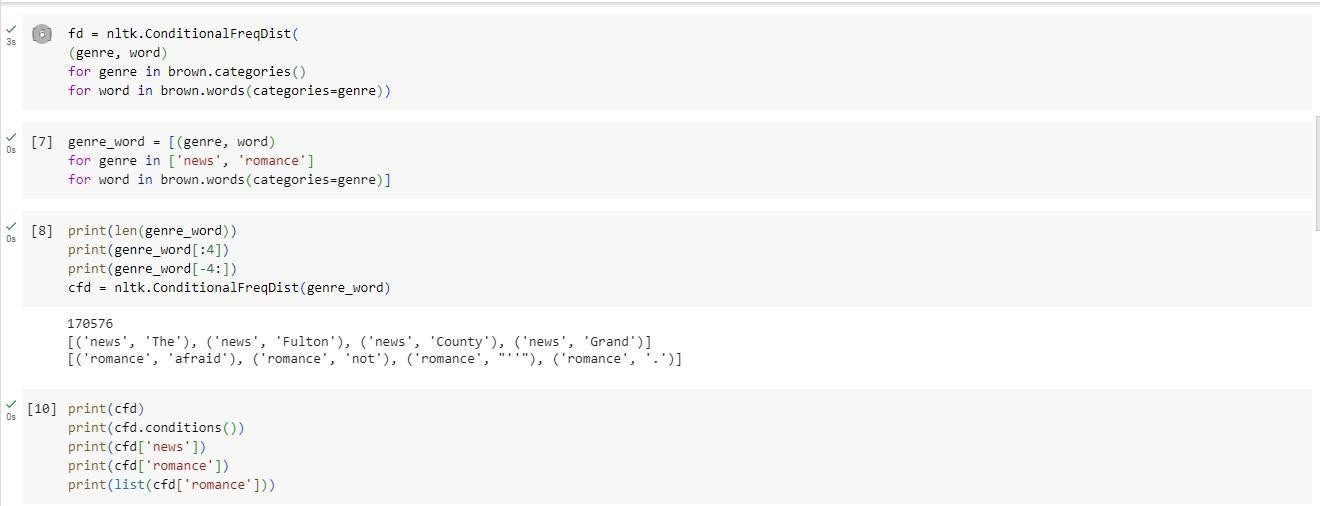 3s
fd = nltk.ConditionalFreqDist(
(genre, word)
for genre in brown.categories()
for word in brown.words(categories=genre))
0s
[7] genre_word = [(genre, word)
for genre in ['news', 'romance']
for word in brown.words(categories=genre)]
0s
[8] print(len(genre_word))
print(genre_word[:4])
print(genre_word[-4:])
cfd = nltk.ConditionalFreqDist(genre_word)
170576
[('news', 'The'), ('news', 'Fulton'), ('news', 'County'), ('news', 'Grand')]
[('romance', 'afraid'), ('romance', 'not'), ('romance', "''"), ('romance', '.')]
0s
[10] print(cfd)
print(cfd.conditions())
print(cfd['news'])
print(cfd['romance'])
print(list(cfd['romance']))